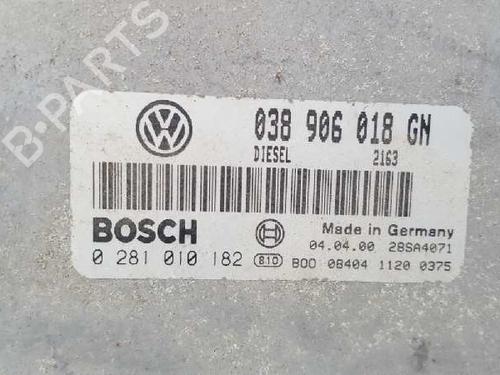 B-PARTS
038 906 018 GN
DIESEL 2163
BOSCH
Made in Germany
04.04.00 28SA4071
0 281 010 182 810 B00 08404 1120 0375